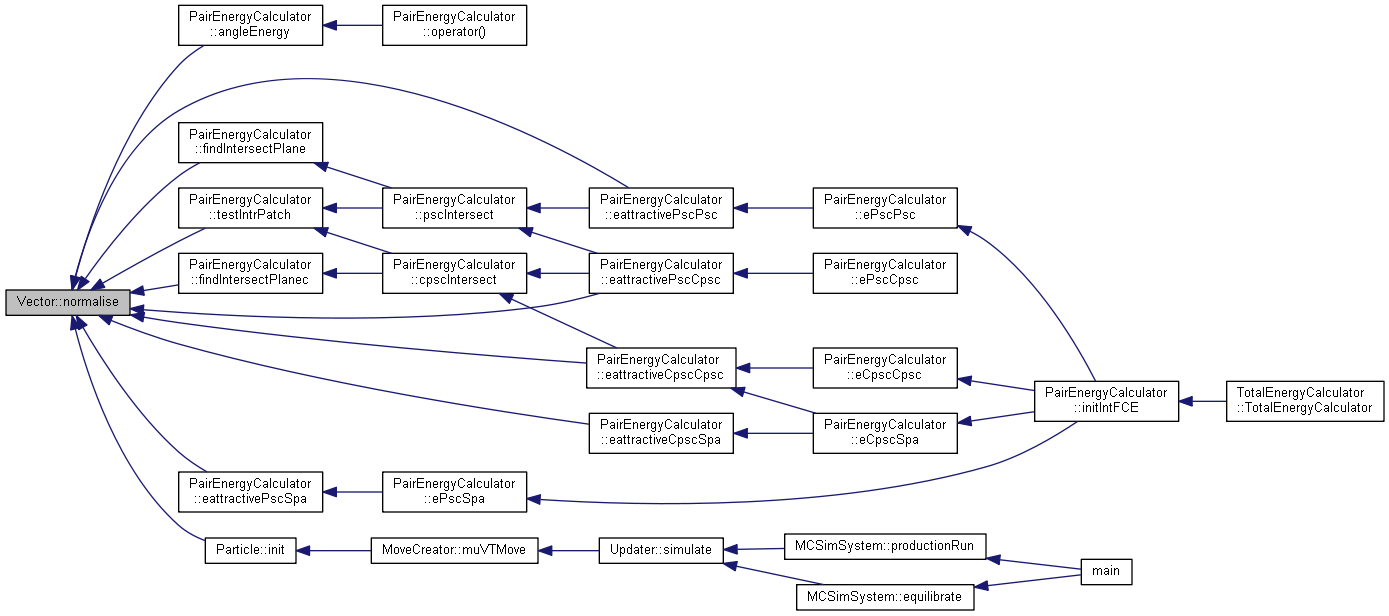 PairEnergyCalculator
::angleEnergy
PairEnergyCalculator
::operator()
PairEnergyCalculator
::findIntersectPlane
PairEnergyCalculator
::testIntrPatch
PairEnergyCalculator
::pscIntersect
PairEnergyCalculator
::eattractivePscPsc
PairEnergyCalculator
::ePscPsc
PairEnergyCalculator
::findIntersectPlanec
PairEnergyCalculator
::cpscIntersect
PairEnergyCalculator
::eattractivePscCpsc
PairEnergyCalculator
::ePscCpsc
Vector::normalise
PairEnergyCalculator
::eattractiveCpscCpsc
PairEnergyCalculator
::eCpscCpsc
PairEnergyCalculator
::initIntFCE
TotalEnergyCalculator
::TotalEnergyCalculator
PairEnergyCalculator
::eattractiveCpscSpa
PairEnergyCalculator
::eCpscSpa
PairEnergyCalculator
::eattractivePscSpa
PairEnergyCalculator
::ePscSpa
Particle::init
MoveCreator::muVTMove
Updater::simulate
MCSimSystem::productionRun
main
MCSimSystem::equilibrate